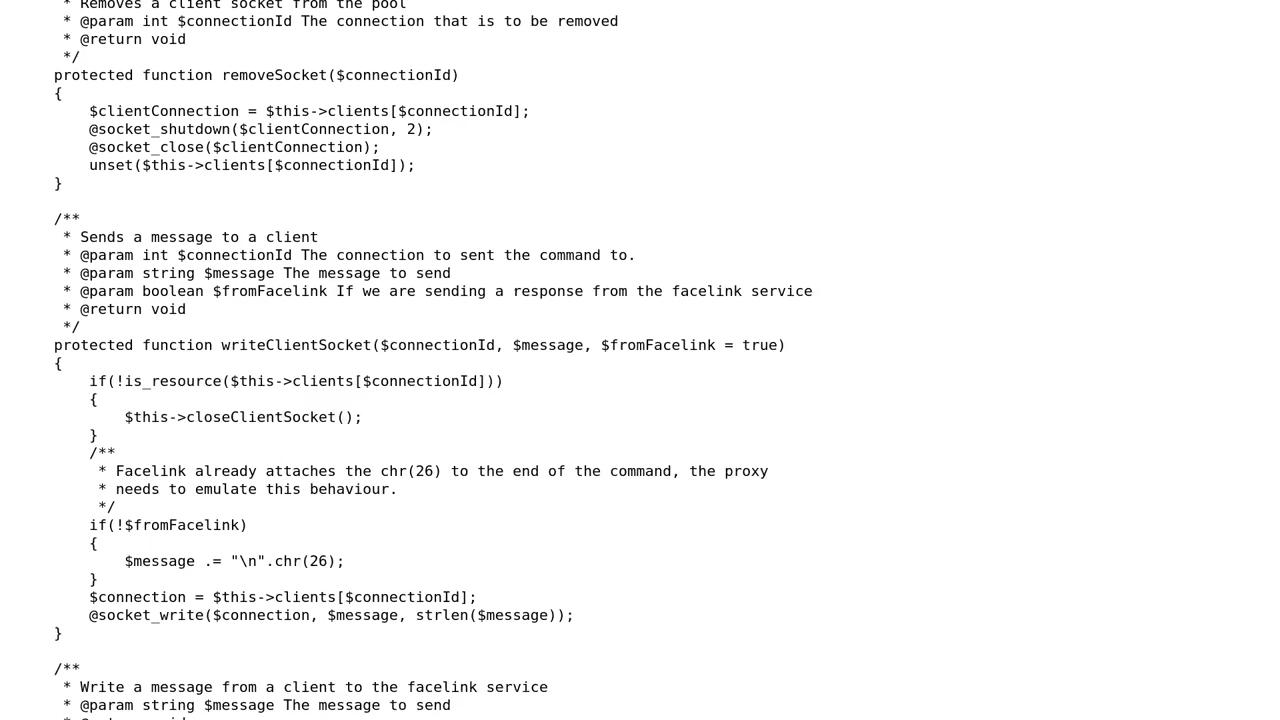 * Removes a client socket from the pool
* @param int $connectionId The connection that is to be removed
* @return void
*/
protected function removeSocket($connectionId)
{
$clientConnection = $this->clients[$connectionId];
@socket_shutdown($clientConnection, 2);
@socket_close($clientConnection);
unset($this->clients[$connectionId]);
}
/**
* Sends a message to a client
* @param int $connectionId The connection to sent the command to.
* @param string $message The message to send
* @param boolean $fromFacelink If we are sending a response from the facelink service
* @return void
*/
protected function writeClientSocket($connectionId, $message, $fromFacelink = true)
{
if(!is_resource($this->clients[$connectionId]))
{
$this->closeClientSocket();
}
/**
* Facelink already attaches the chr(26) to the end of the command, the proxy
* needs to emulate this behaviour.
*/
if(!$fromFacelink)
{
$message .= "\n".chr(26);
}
$connection = $this->clients[$connectionId];
@socket_write($connection, $message, strlen($message));
}
/**
* Write a message from a client to the facelink service
* @param string $message The message to send